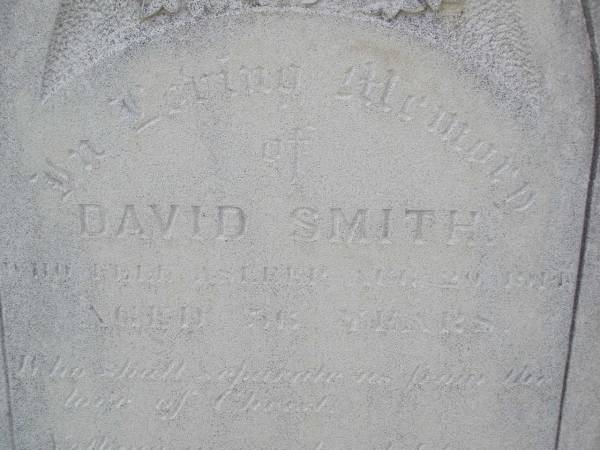 In Loving Memory
of
DAVID SMITH
WHO FELL ASLEEP
AGED YEARS
Who shall separate us from the
love of Christ.